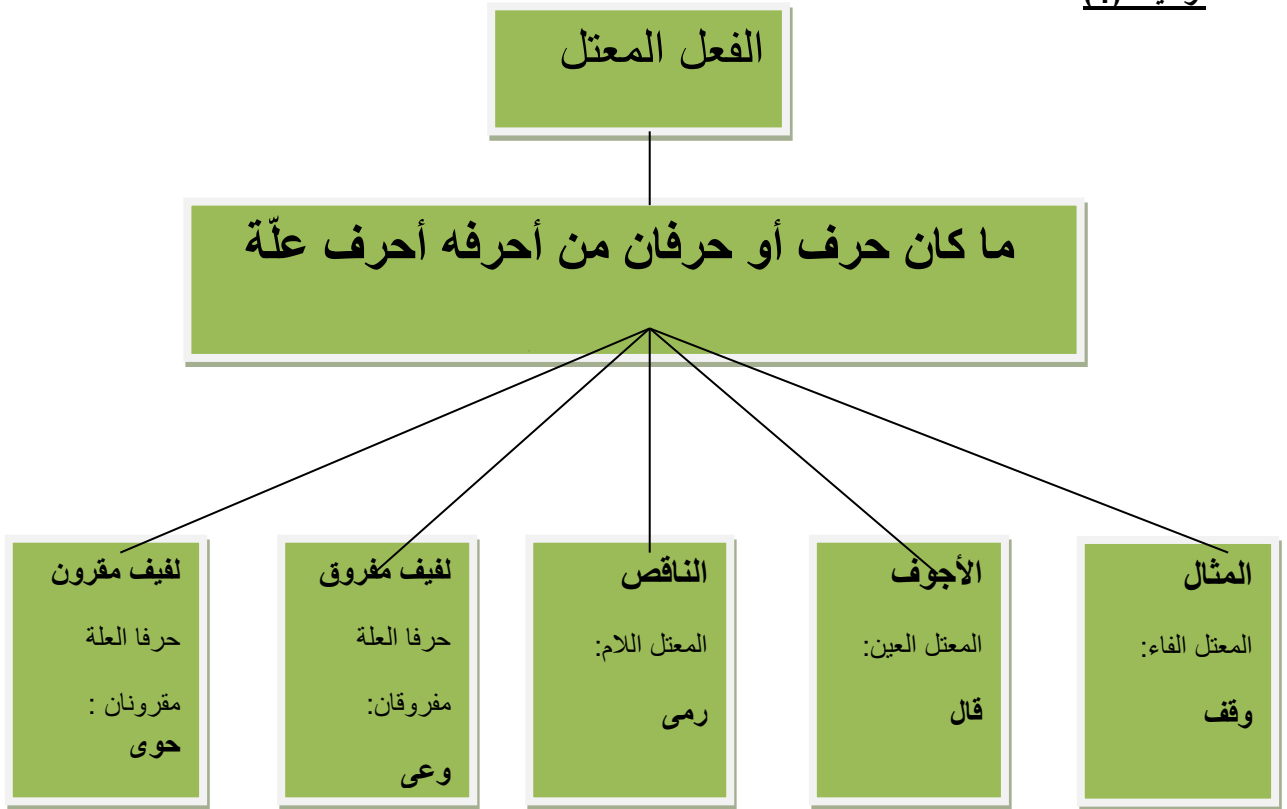 (1)
الفعل المعتل
ما كان حرف أو حرفان من أحرفه أحرف علّة
المثال
المعتل الفاء:
وقف
الأجوف
المعتل العين:
قال
الناقص
المعتل اللام:
رمى
لفيف مفروق
حرفا العلة
مفروقان:
وعى
لفيف مقرون
حرفا العلة
مقرونان :
حوى